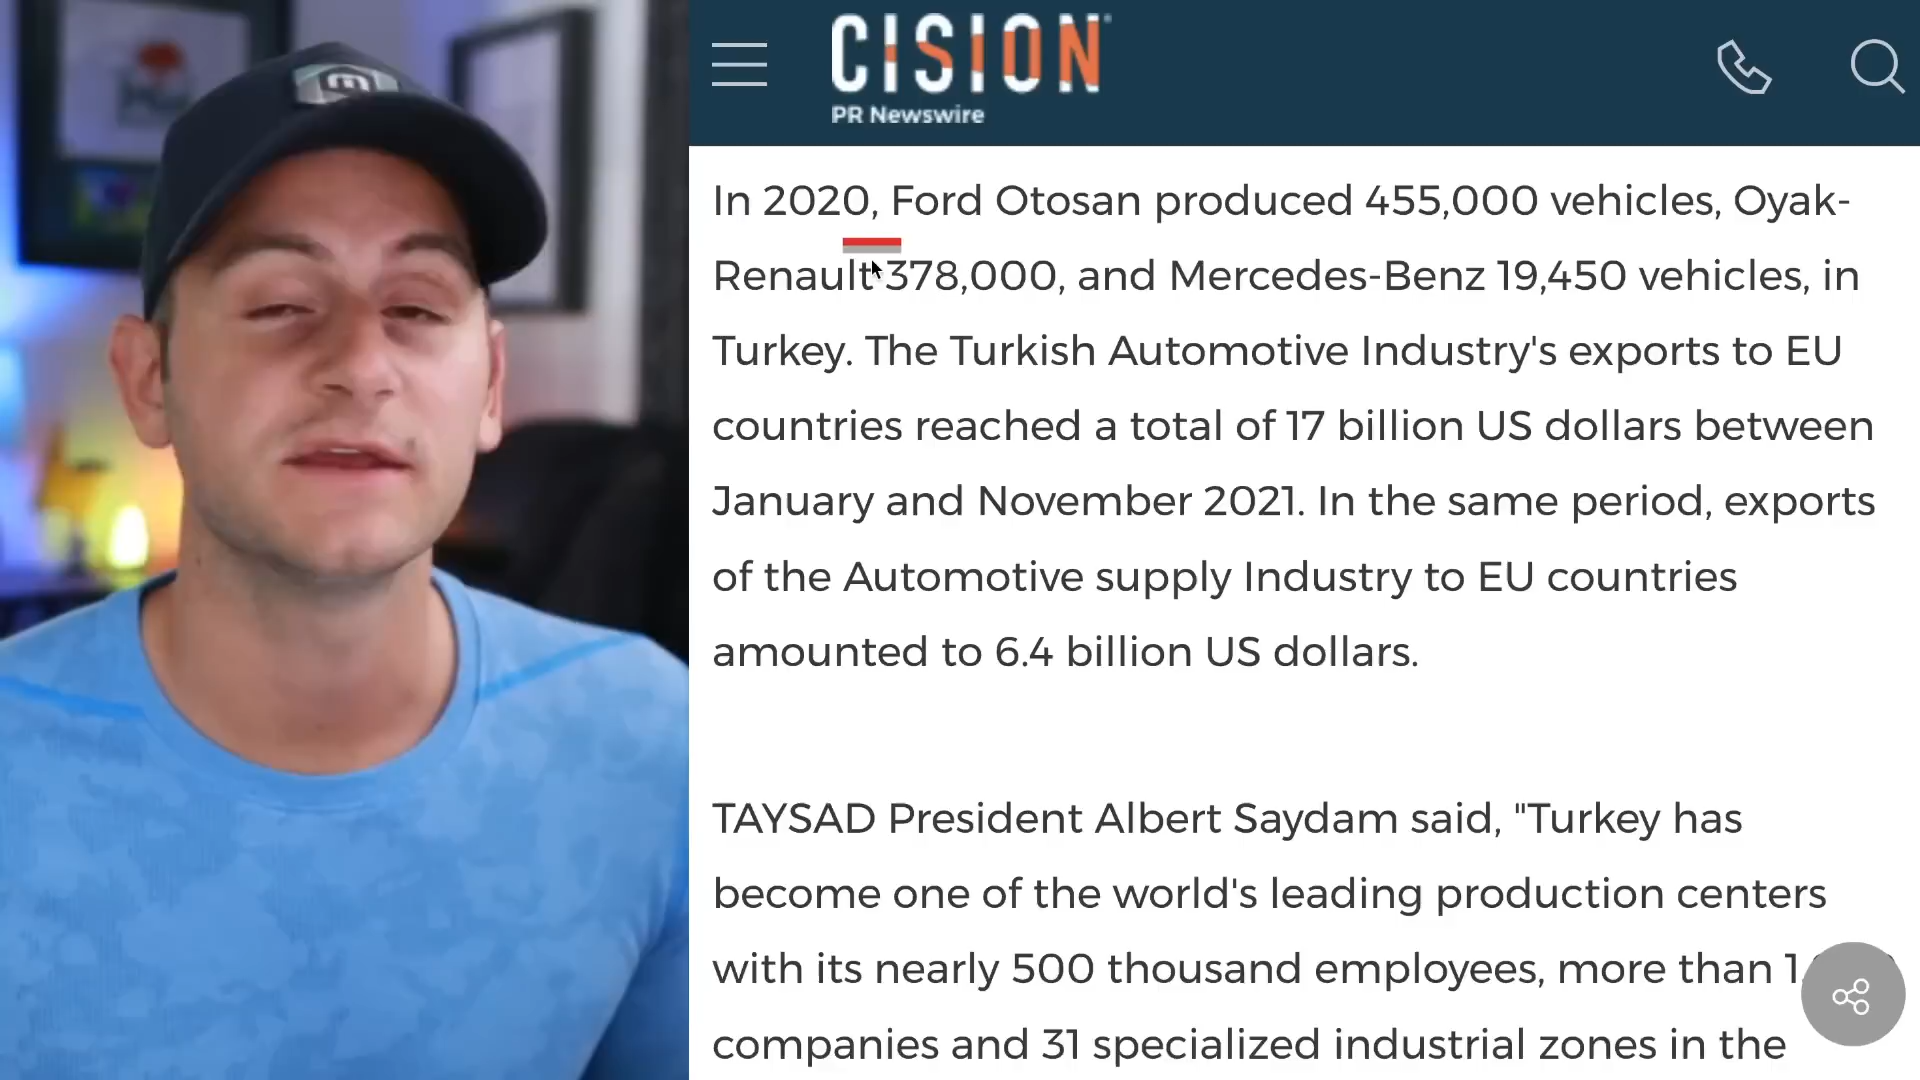 CISION
PR Newswire
In 2020, Ford Otosan produced 455,000 vehicles, Oyak-
Renault 378,000, and Mercedes-Benz 19,450 vehicles, in
Turkey. The Turkish Automotive Industry's exports to EU
countries reached a total of 17 billion US dollars between
January and November 2021. In the same period, exports
of the Automotive supply Industry to EU countries
amounted to 6.4 billion US dollars.
TAYSAD President Albert Saydam said, "Turkey has
become one of the world's leading production centers
with its nearly 500 thousand employees, more than
companies and 31 specialized industrial zones in the